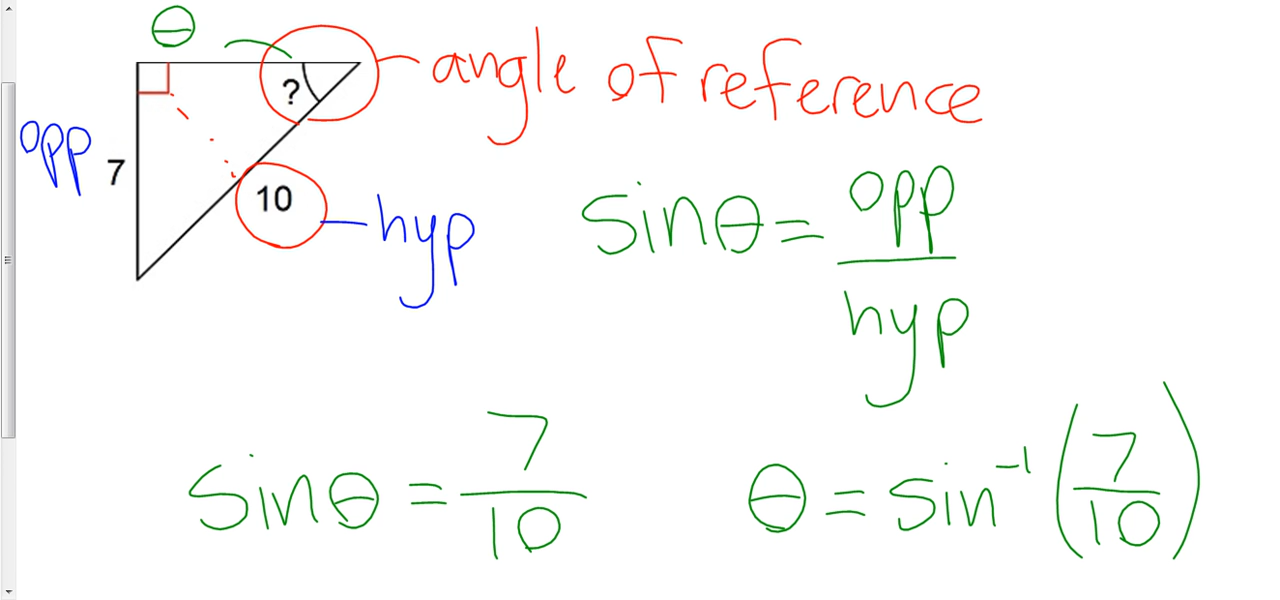 θ
? angle of reference
opp 7
10 hyp
sinθ = opp/hyp
sinθ = 7/10
θ = sin⁻¹(7/10)